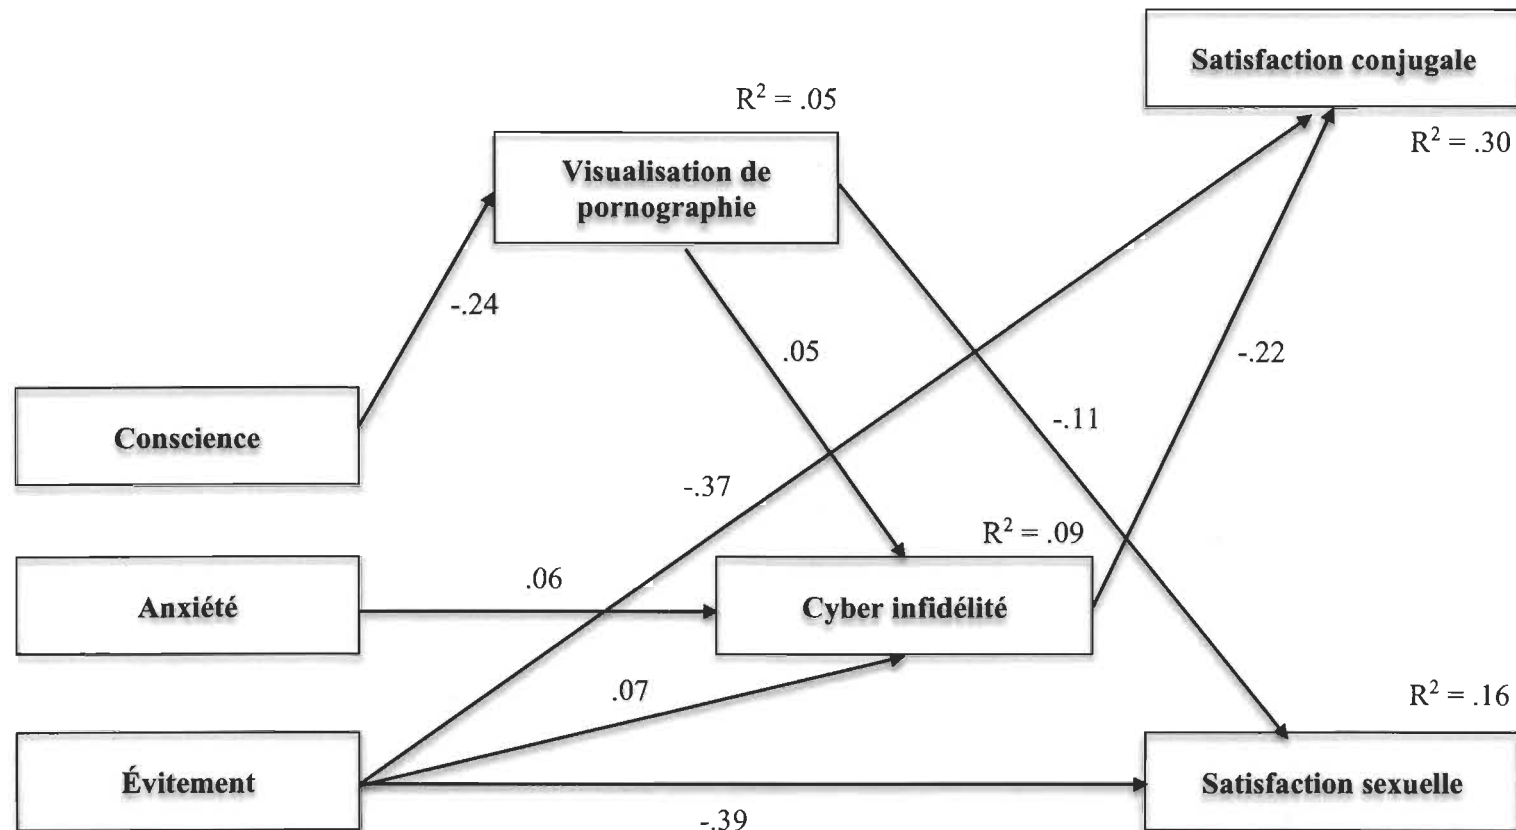 Satisfaction conjugale
R² = .05
R² = .30
Visualisation de
pornographie
-.24
.05
-.22
-.11
Conscience
-.37
R² = .09
.06
Anxiété
Cyber infidélité
.07
R² = .16
Évitement
Satisfaction sexuelle
-.39